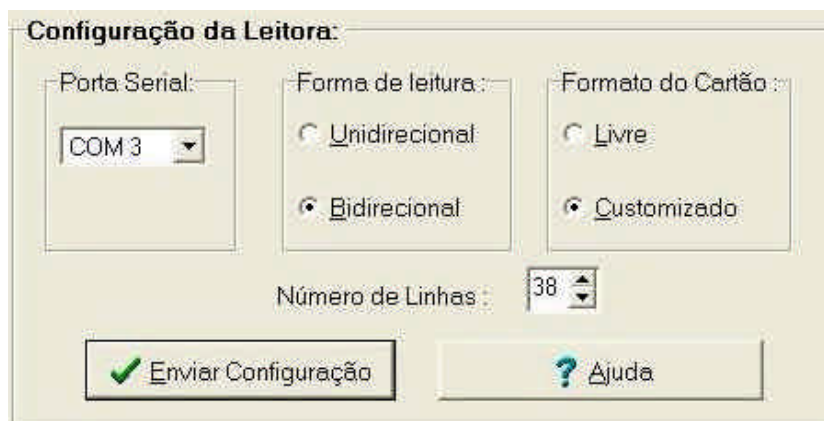 Configuração da Leitora:
Porta Serial:
COM 3
Forma de leitura :
Unidirecional
Bidirecional
Formato do Cartão :
Livre
Customizado
Número de Linhas :
38
Enviar Configuração
? Ajuda